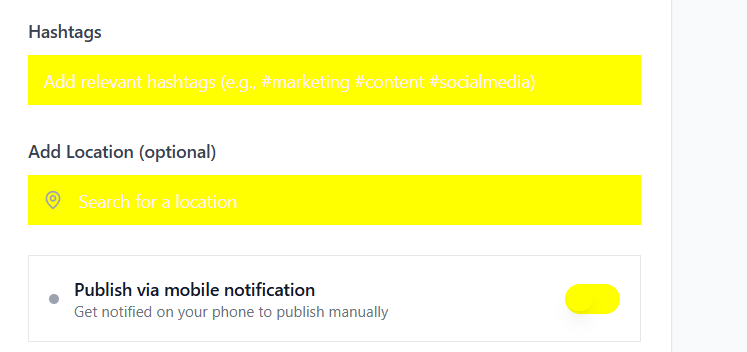 Hashtags
Add relevant hashtags (e.g., #marketing #content #socialmedia)
Add Location (optional)
Search for a location
Publish via mobile notification
Get notified on your phone to publish manually